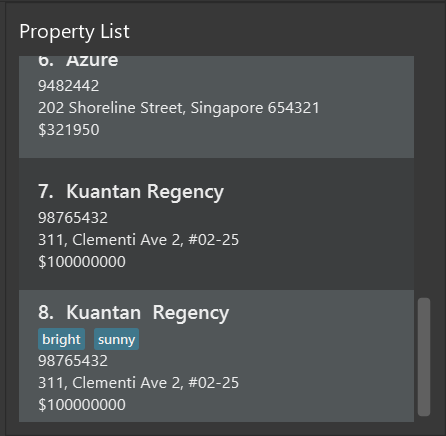 Property List
6. Azure
9482442
202 Shoreline Street, Singapore 654321
$321950
7. Kuantan Regency
98765432
311, Clementi Ave 2, #02-25
$100000000
8. Kuantan  Regency
bright sunny
98765432
311, Clementi Ave 2, #02-25
$100000000